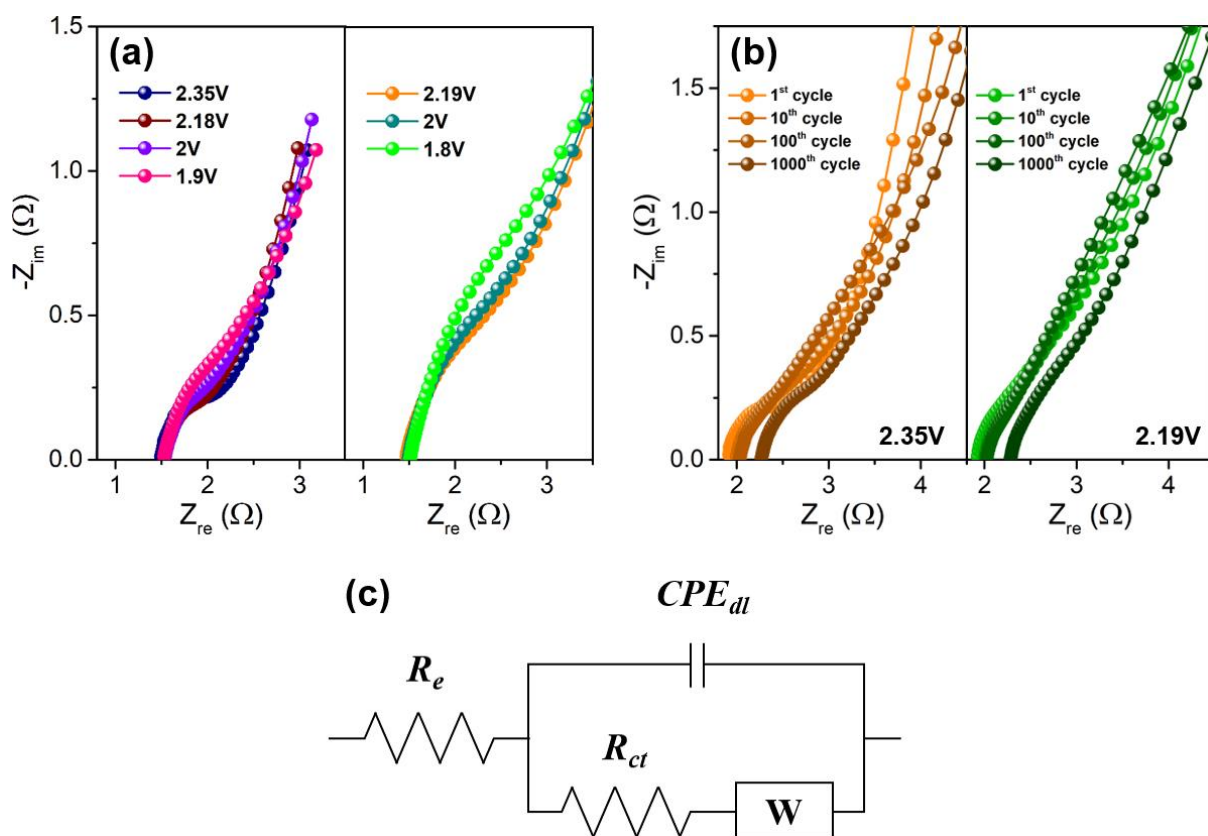 (a)
1.5
1.0
0.5
0.0
-Z_im (Ω)
2.35V
2.18V
2V
1.9V
1 2 3
Z_re (Ω)
2.19V
2V
1.8V
1 2 3
Z_re (Ω)
(b)
1.5
1.0
0.5
0.0
-Z_im (Ω)
1st cycle
10th cycle
100th cycle
1000th cycle
2.35V
2 3 4
Z_re (Ω)
1st cycle
10th cycle
100th cycle
1000th cycle
2.19V
2 3 4
Z_re (Ω)
(c)
CPE_dl
R_e
R_ct
W